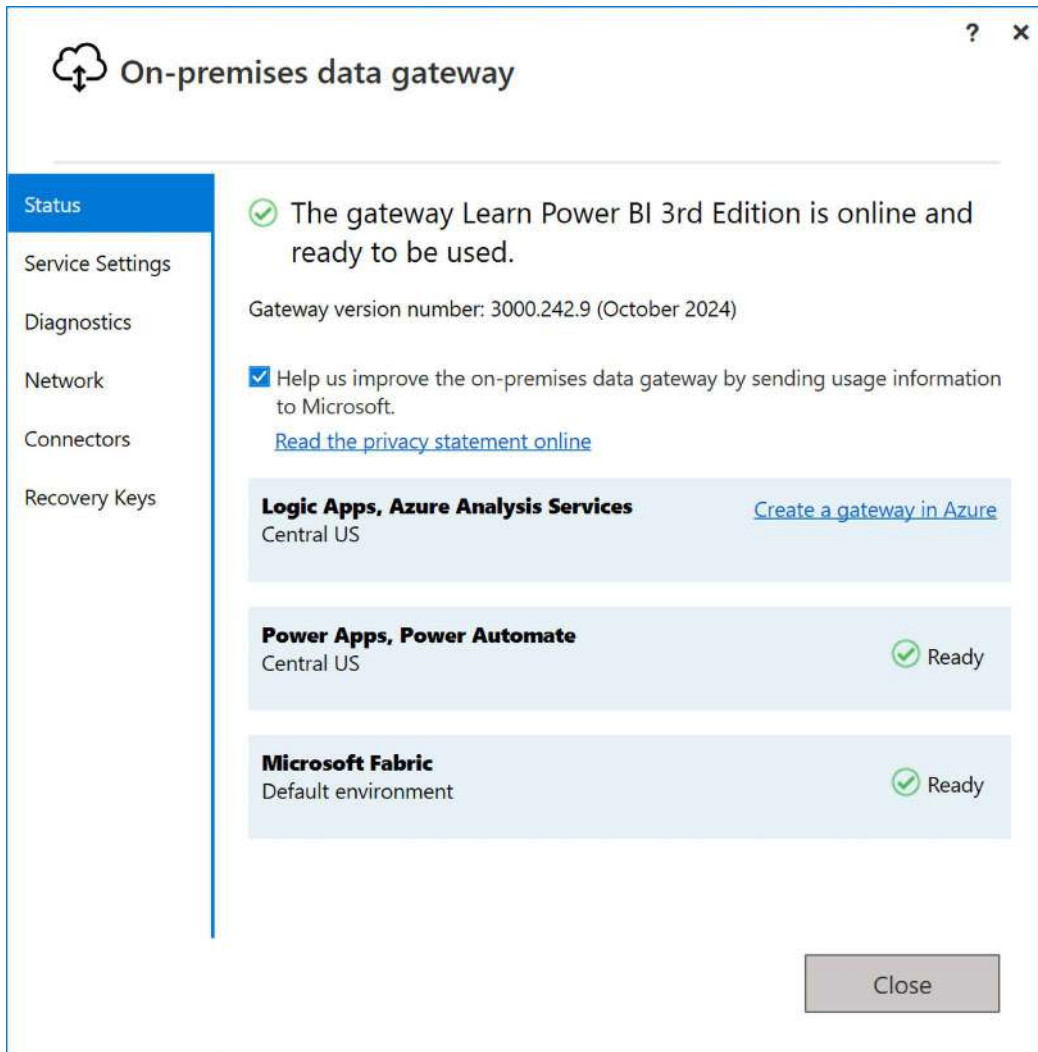 ? ×
On-premises data gateway
Status
Service Settings
Diagnostics
Network
Connectors
Recovery Keys
The gateway Learn Power BI 3rd Edition is online and
ready to be used.
Gateway version number: 3000.242.9 (October 2024)
Help us improve the on-premises data gateway by sending usage information
to Microsoft.
Read the privacy statement online
Logic Apps, Azure Analysis Services
Create a gateway in Azure
Central US
Power Apps, Power Automate
Central US
Ready
Microsoft Fabric
Default environment
Ready
Close